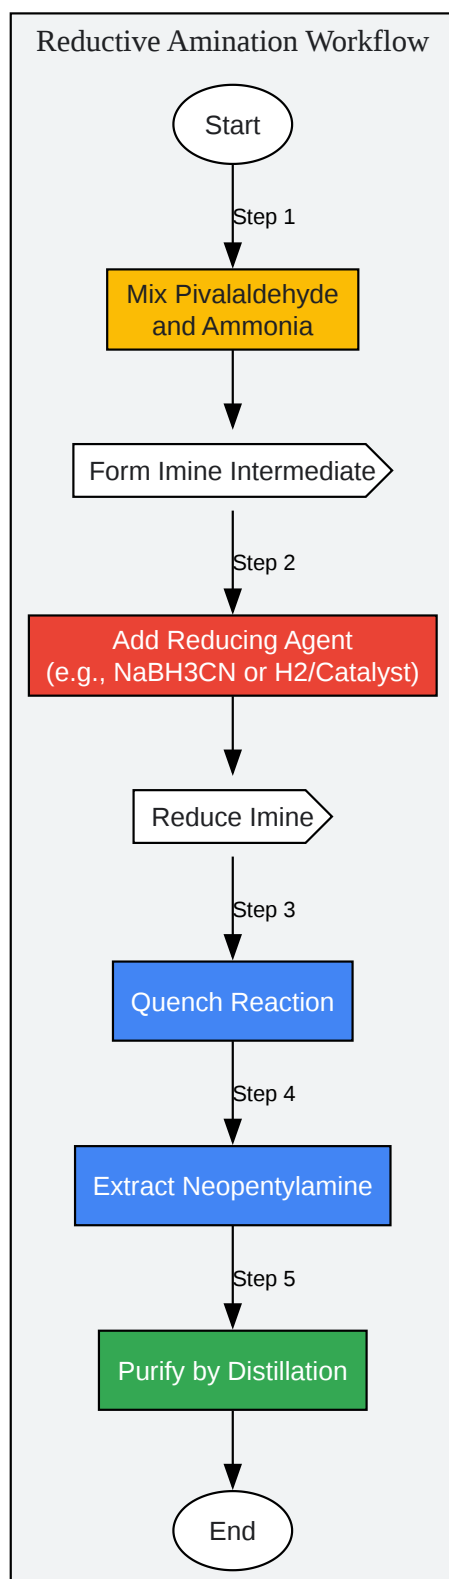 Reductive Amination Workflow
Start
Step 1
Mix Pivalaldehyde
and Ammonia
Form Imine Intermediate
Step 2
Add Reducing Agent
(e.g., NaBH3CN or H2/Catalyst)
Reduce Imine
Step 3
Quench Reaction
Step 4
Extract Neopentylamine
Step 5
Purify by Distillation
End